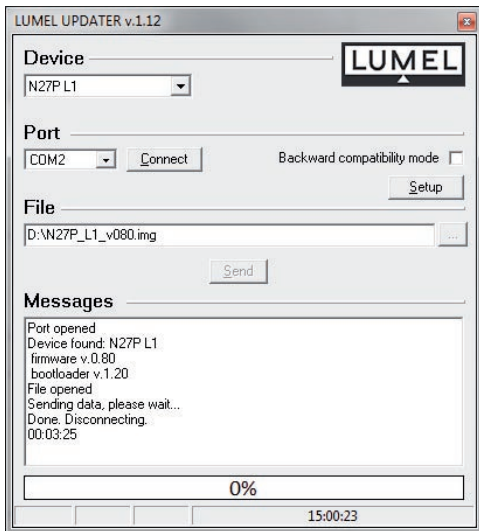 LUMEL UPDATER v.1.12
Device
LUMEL
N27P L1
Port
COM2
Connect
Backward compatibility mode
Setup
File
D:\N27P_L1_v080.img
...
Send
Messages
Port opened
Device found: N27P L1
firmware v.0.80
bootloader v.1.20
File opened
Sending data, please wait...
Done. Disconnecting.
00:03:25
0%
15:00:23